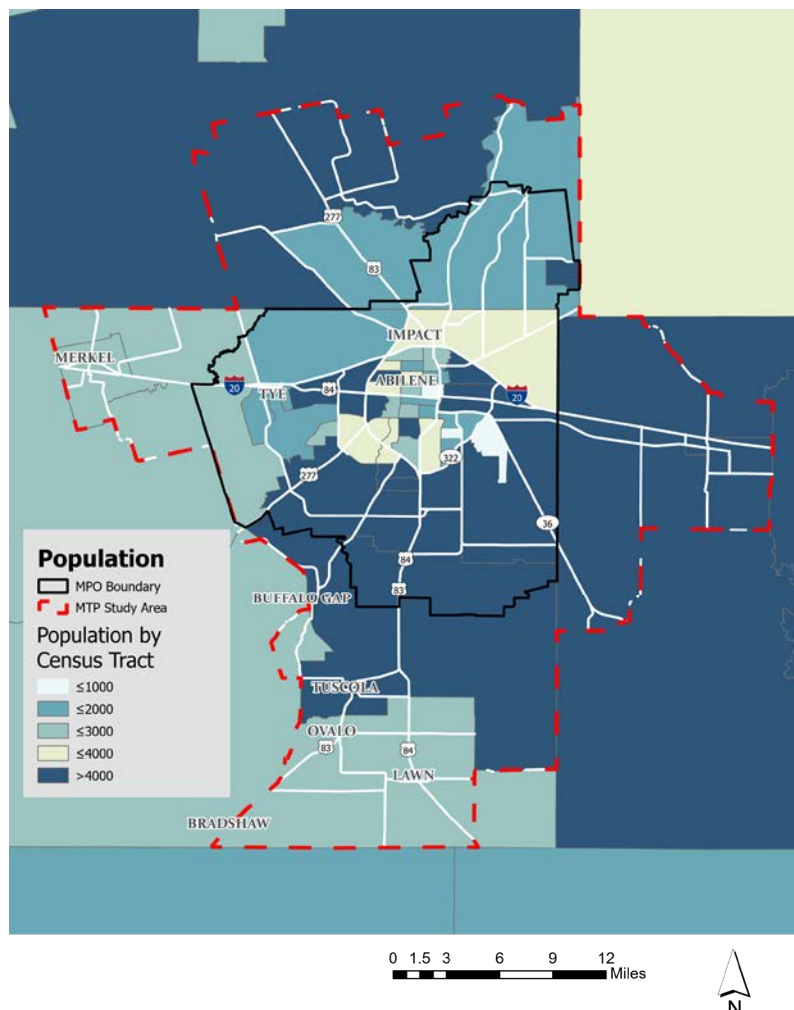 277
83
IMPACT
MERKEL
ABILENE
20
TYE
84
20
322
277
36
84
83
BUFFALO GAP
TUSCOLA
OVALO
83
84
LAWN
BRADSHAW
Population
MPO Boundary
MTP Study Area
Population by
Census Tract
≤1000
≤2000
≤3000
≤4000
>4000
0 1.5 3 6 9 12
Miles
N